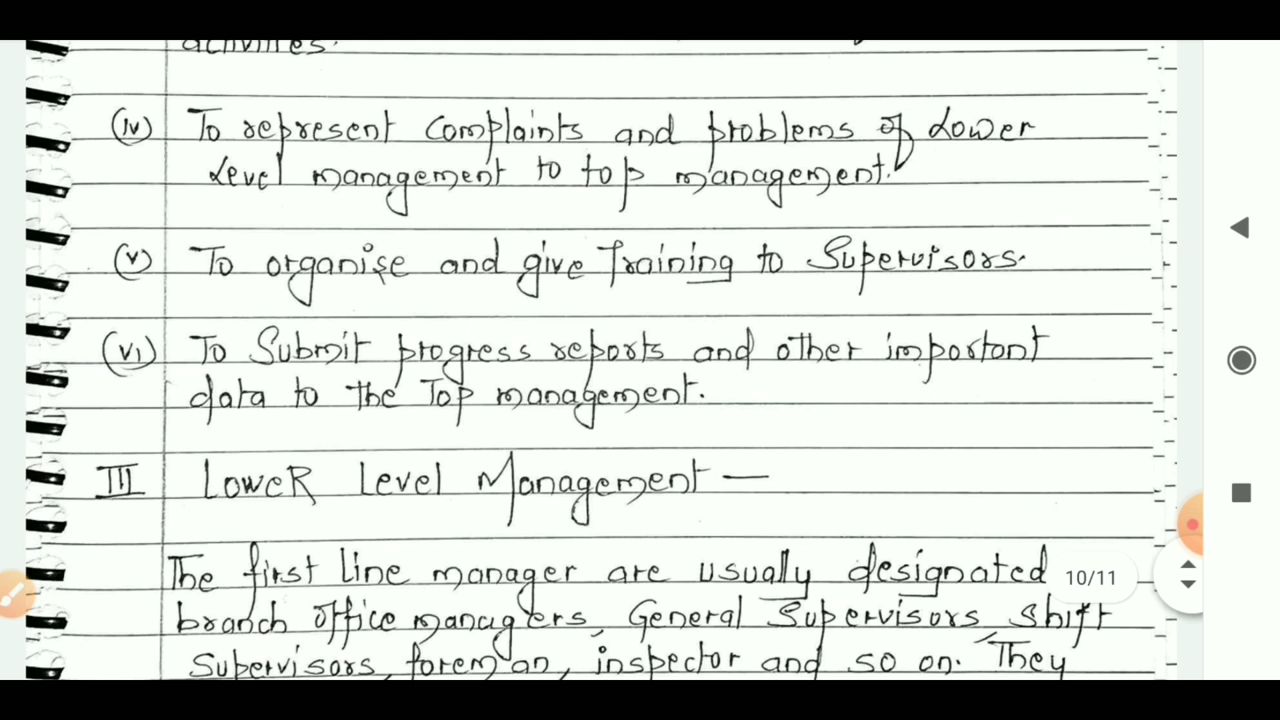 activities.
(iv) To represent complaints and problems of Lower
Level management to top management.
(v) To organise and give Training to Supervisors.
(vi) To Submit progress reports and other important
data to the Top management.
III Lower Level Management —
The first line manager are usually designated
10/11
branch office managers, General Supervisors, Shift
Supervisors, foreman, inspector and so on. They